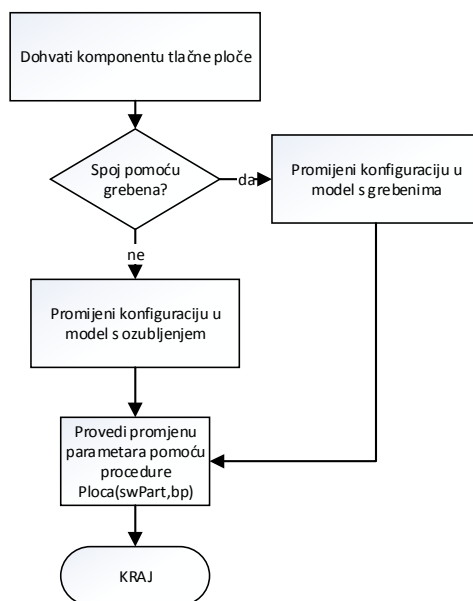 Dohvati komponentu tlačne ploče
Spoj pomoću
grebena?
da
Promijeni konfiguraciju u
model s grebenima
ne
Promijeni konfiguraciju u
model s ozubljenjem
Provedi promjenu
parametara pomoću
procedure
Ploca(swPart,bp)
KRAJ